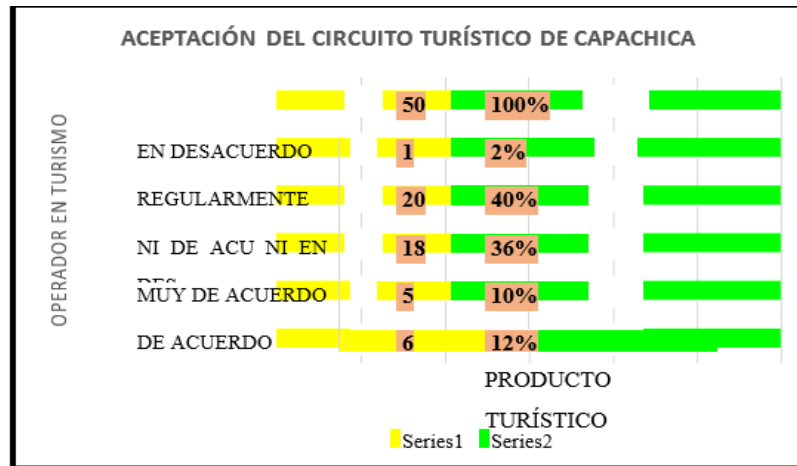 ACEPTACIÓN DEL CIRCUITO TURÍSTICO DE CAPACHICA
OPERADOR EN TURISMO
50 100%
EN DESACUERDO 1 2%
REGULARMENTE 20 40%
NI DE ACU NI EN 18 36%
MUY DE ACUERDO 5 10%
DE ACUERDO 6 12%
PRODUCTO
TURÍSTICO
Series1 Series2